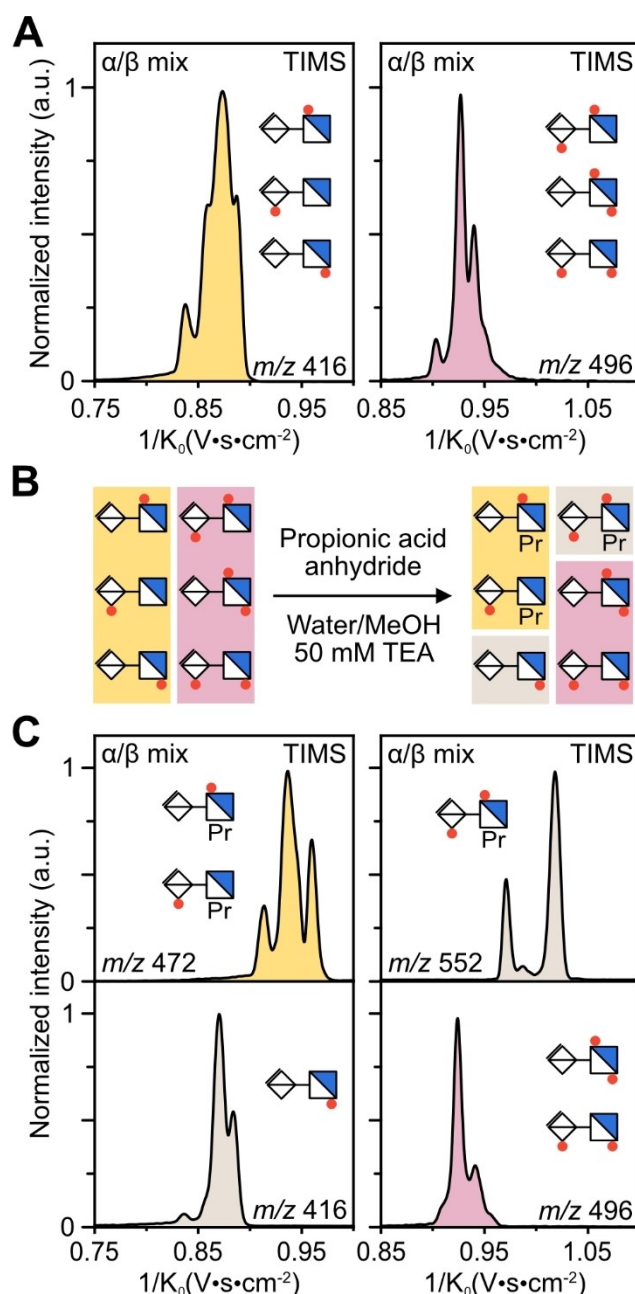 A
α/β mix TIMS
α/β mix TIMS
Normalized intensity (a.u.)
1
0
m/z 416
m/z 496
0.75 0.85 0.95
0.85 0.95 1.05
1/K₀(V•s•cm⁻²)
1/K₀(V•s•cm⁻²)
B
Propionic acid
anhydride
Water/MeOH
50 mM TEA
Pr
Pr
Pr
C
α/β mix TIMS
α/β mix TIMS
Normalized intensity (a.u.)
1
0
Pr
Pr
m/z 472
Pr
m/z 552
1
0
m/z 416
m/z 496
0.75 0.85 0.95
0.85 0.95 1.05
1/K₀(V•s•cm⁻²)
1/K₀(V•s•cm⁻²)